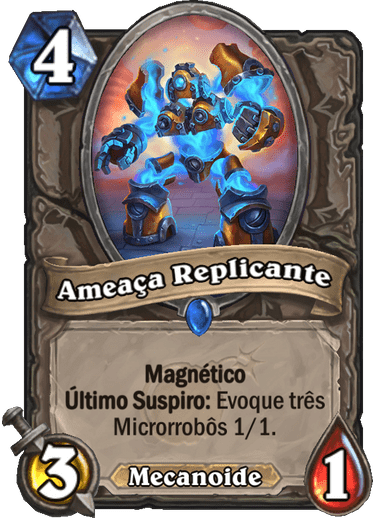 4
Ameaça Replicante
Magnético
Último Suspiro: Evoque três
Microrrobôs 1/1.
3
Mecanoide
1